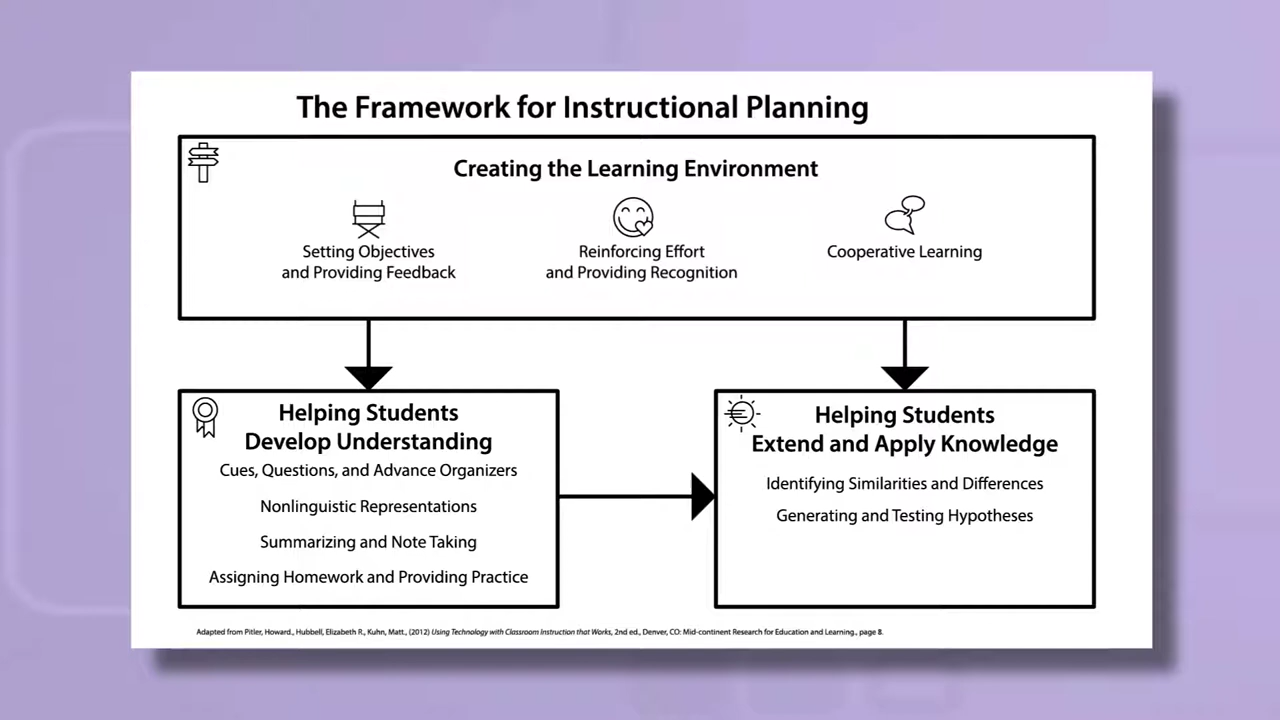 The Framework for Instructional Planning
Creating the Learning Environment
Setting Objectives
and Providing Feedback
Reinforcing Effort
and Providing Recognition
Cooperative Learning
Helping Students
Develop Understanding
Cues, Questions, and Advance Organizers
Nonlinguistic Representations
Summarizing and Note Taking
Assigning Homework and Providing Practice
Helping Students
Extend and Apply Knowledge
Identifying Similarities and Differences
Generating and Testing Hypotheses
Adapted from Pitler, Howard., Hubbell, Elizabeth R., Kuhn, Matt., (2012) Using Technology with Classroom Instruction that Works, 2nd ed., Denver, CO: Mid-continent Research for Education and Learning., page 8.